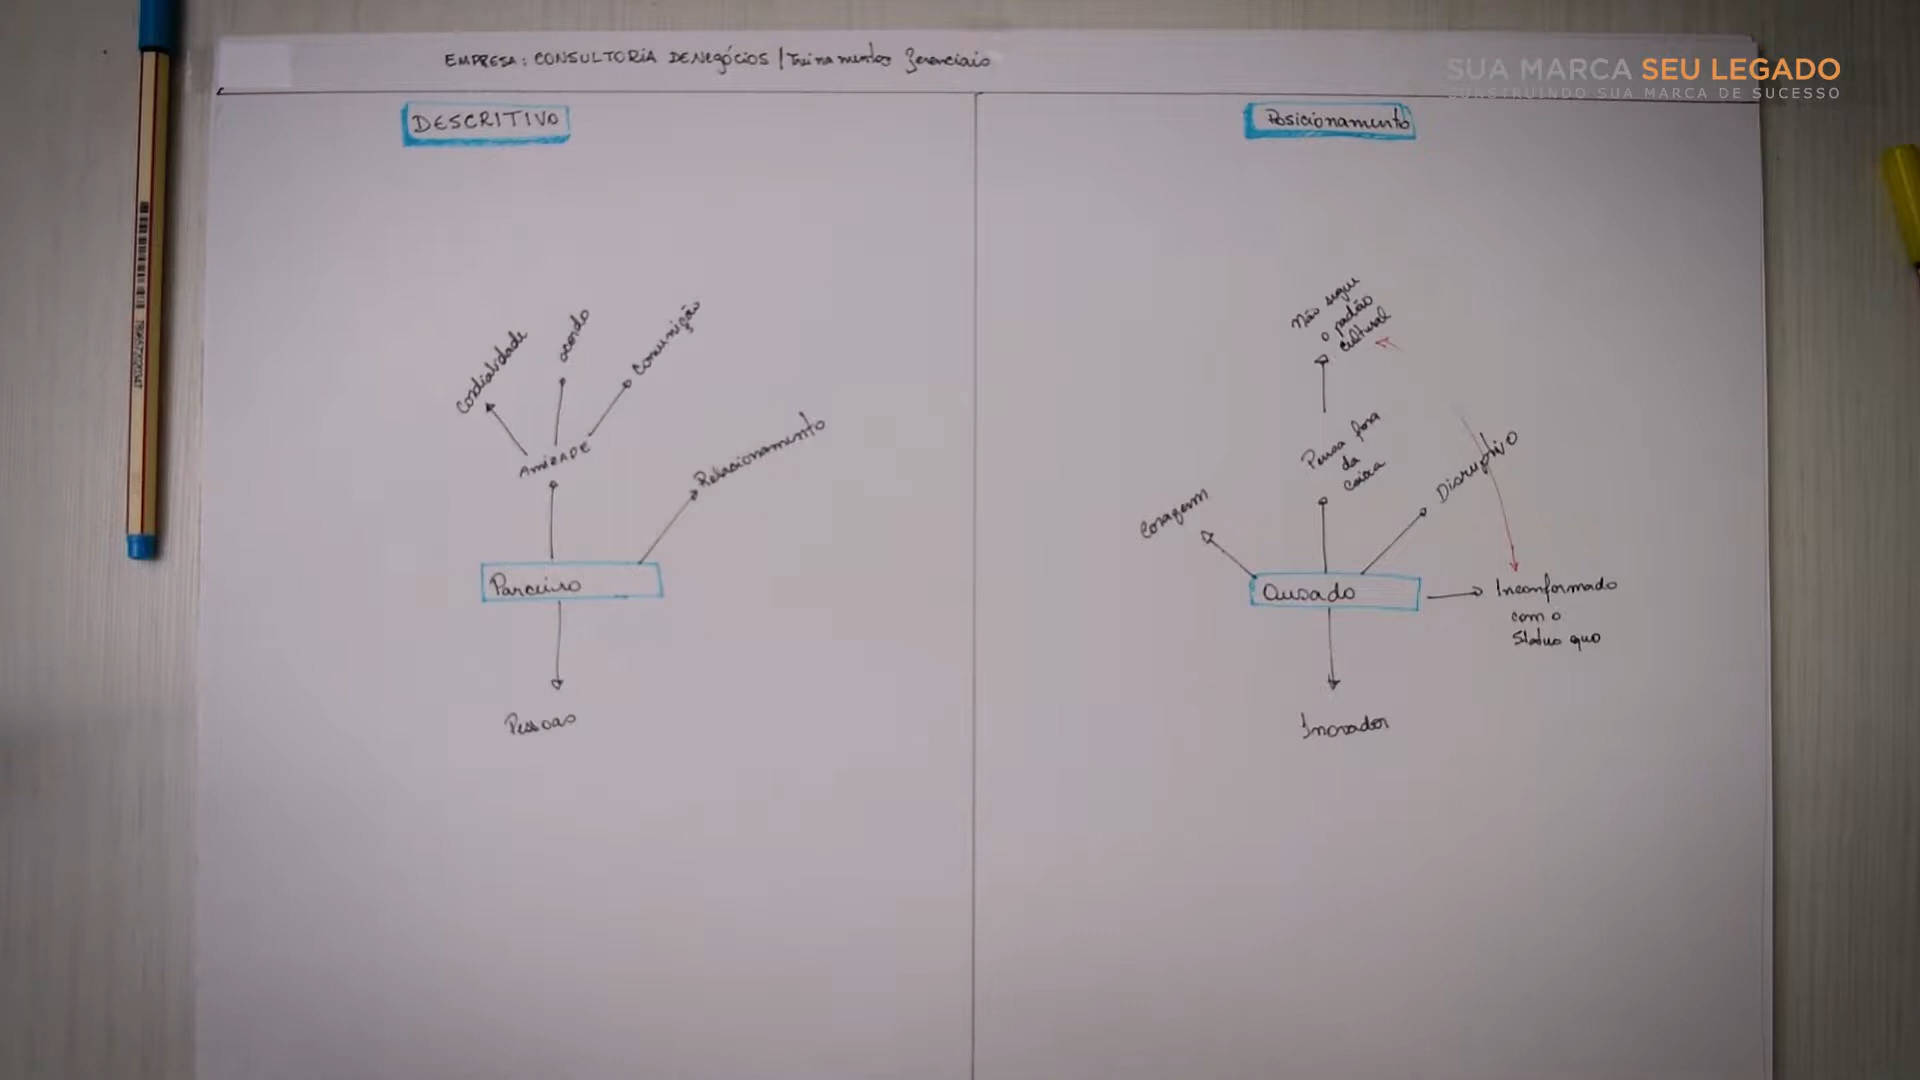 EMPRESA: CONSULTORIA DE NEGÓCIOS | Treinamentos Gerenciais
SUA MARCA SEU LEGADO
CONSTRUINDO SUA MARCA DE SUCESSO
DESCRITIVO
Cordialidade
acordo
Comunicação
AMIZADE
Relacionamento
Parceiro
Pessoas
Posicionamento
Não segui
o padrão
cultural
Pensa fora
da
caixa
Coragem
Disruptivo
Ousado
Inconformado
com o
Status quo
Inovador